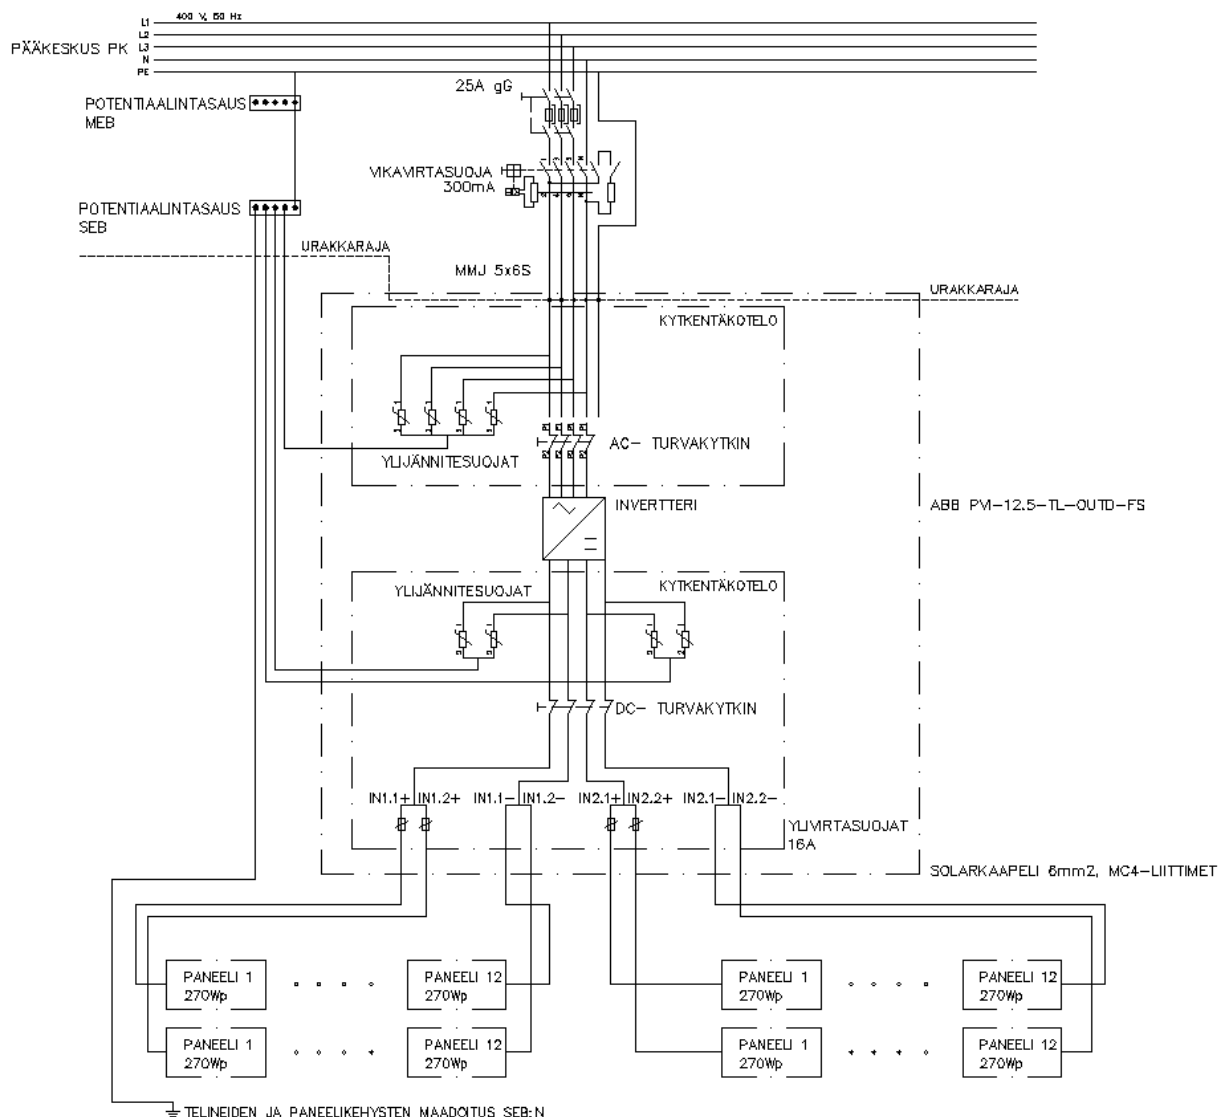 L1 400 V, 50 Hz
L2
PÄÄKESKUS PK L3
N
PE
25A gG
POTENTIAALINTASAUS
MEB
VIKAVIRTASUOJA
300mA
POTENTIAALINTASAUS
SEB
URAKKARAJA
MMJ 5x6S
URAKKARAJA
KYTKENTÄKOTELO
AC- TURVAKYTKIN
YLIJÄNNITESUOJAT
INVERTTERI
ABB PVI-12.5-TL-OUTD-FS
YLIJÄNNITESUOJAT
KYTKENTÄKOTELO
DC- TURVAKYTKIN
IN1.1+ IN1.2+ IN1.1- IN1.2- IN2.1+ IN2.2+ IN2.1- IN2.2-
YLIVIRTASUOJAT
16A
SOLARKAAPELI 6mm2, MC4-LIITTIMET
PANEELI 1
270Wp
PANEELI 12
270Wp
PANEELI 1
270Wp
PANEELI 12
270Wp
PANEELI 1
270Wp
PANEELI 12
270Wp
PANEELI 1
270Wp
PANEELI 12
270Wp
TELINEIDEN JA PANEELIKEHYSTEN MAADOITUS SEB:N